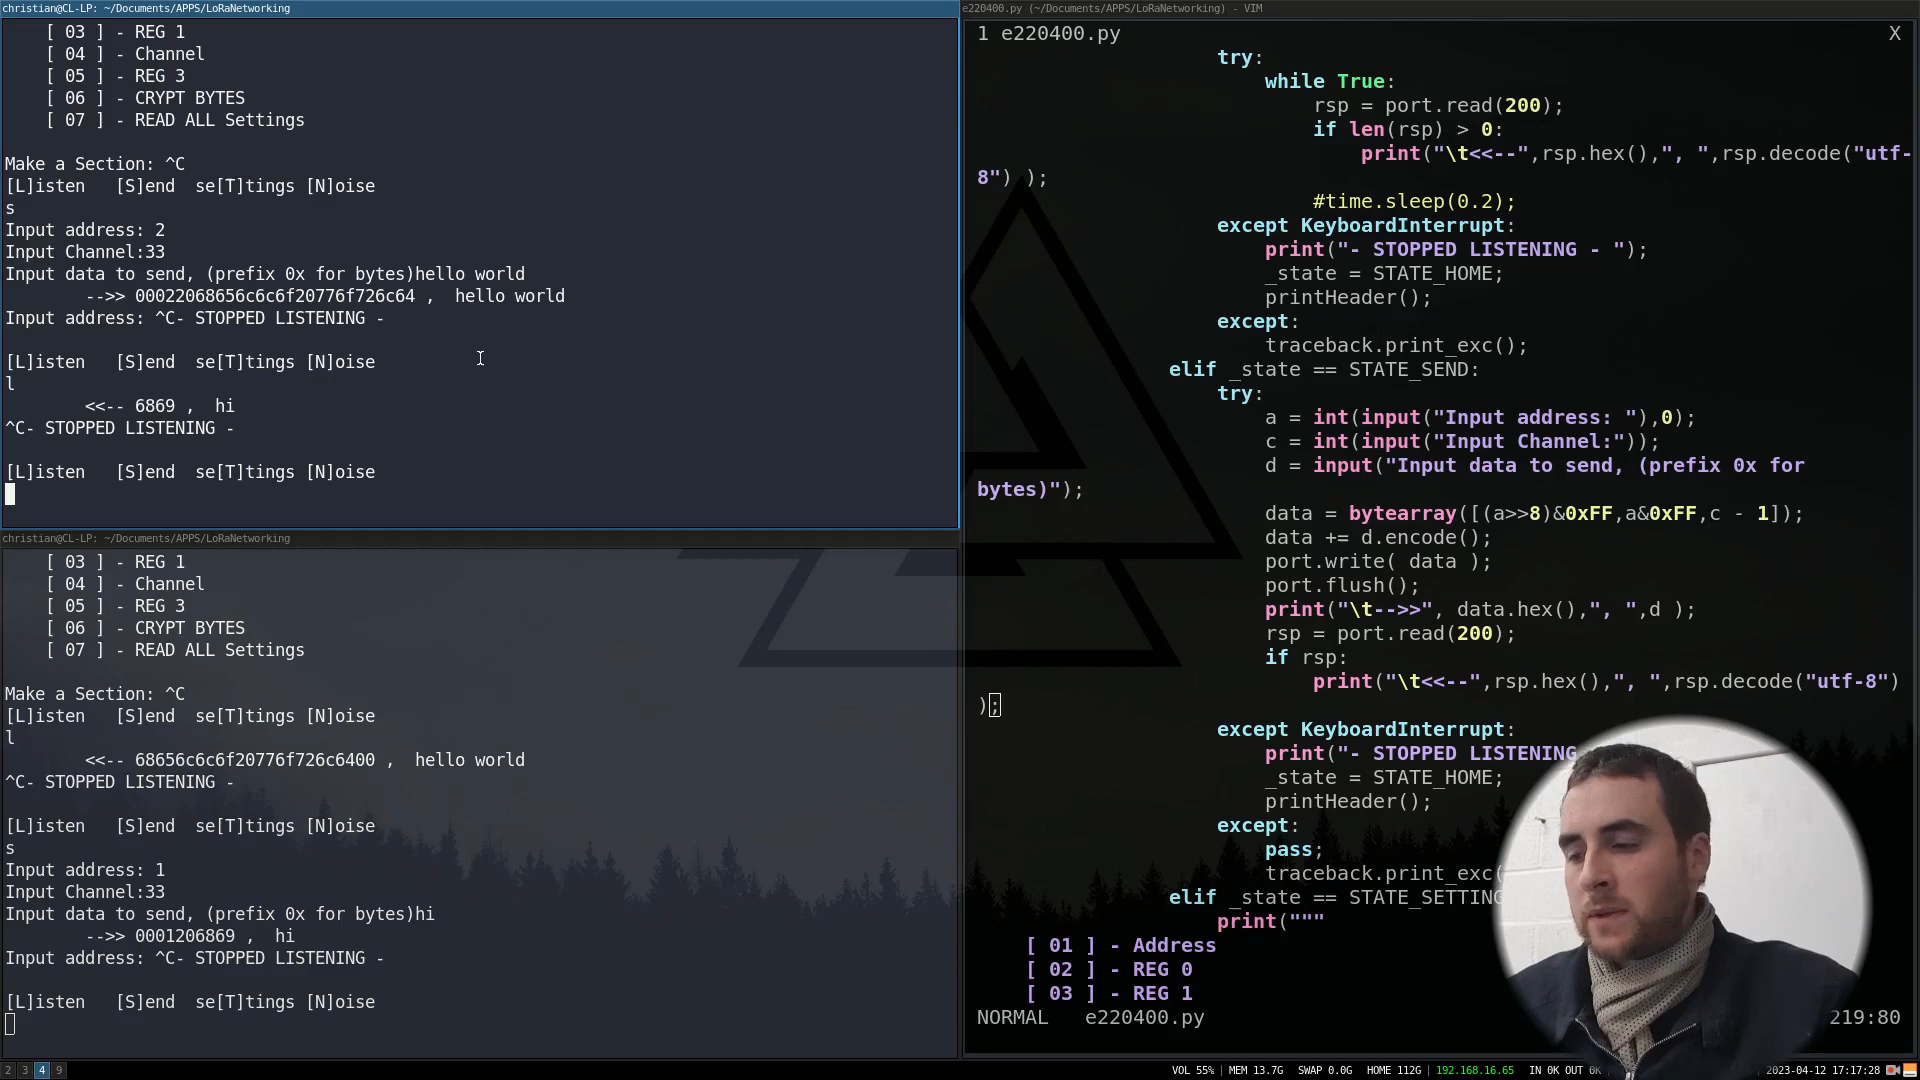 christian@CL-LP: ~/Documents/APPS/LoRaNetworking
[ 03 ] - REG 1
[ 04 ] - Channel
[ 05 ] - REG 3
[ 06 ] - CRYPT BYTES
[ 07 ] - READ ALL Settings
Make a Section: ^C
[L]isten   [S]end  se[T]tings [N]oise
s
Input address: 2
Input Channel:33
Input data to send, (prefix 0x for bytes)hello world
-->> 00022068656c6c6f20776f726c64 ,  hello world
Input address: ^C- STOPPED LISTENING -
[L]isten   [S]end  se[T]tings [N]oise
l
<<-- 6869 ,  hi
^C- STOPPED LISTENING -
[L]isten   [S]end  se[T]tings [N]oise
christian@CL-LP: ~/Documents/APPS/LoRaNetworking
[ 03 ] - REG 1
[ 04 ] - Channel
[ 05 ] - REG 3
[ 06 ] - CRYPT BYTES
[ 07 ] - READ ALL Settings
Make a Section: ^C
[L]isten   [S]end  se[T]tings [N]oise
l
<<-- 68656c6c6f20776f726c6400 ,  hello world
^C- STOPPED LISTENING -
[L]isten   [S]end  se[T]tings [N]oise
s
Input address: 1
Input Channel:33
Input data to send, (prefix 0x for bytes)hi
-->> 0001206869 ,  hi
Input address: ^C- STOPPED LISTENING -
[L]isten   [S]end  se[T]tings [N]oise
e220400.py (~/Documents/APPS/LoRaNetworking) - VIM
1 e220400.py X
try:
while True:
rsp = port.read(200);
if len(rsp) > 0:
print("\t<<--",rsp.hex(),", ",rsp.decode("utf-
8") );
#time.sleep(0.2);
except KeyboardInterrupt:
print("- STOPPED LISTENING - ");
_state = STATE_HOME;
printHeader();
except:
traceback.print_exc();
elif _state == STATE_SEND:
try:
a = int(input("Input address: "),0);
c = int(input("Input Channel:"));
d = input("Input data to send, (prefix 0x for
bytes)");
data = bytearray([(a>>8)&0xFF,a&0xFF,c - 1]);
data += d.encode();
port.write( data );
port.flush();
print("\t-->>", data.hex(),", ",d );
rsp = port.read(200);
if rsp:
print("\t<<--",rsp.hex(),", ",rsp.decode("utf-8")
);
except KeyboardInterrupt:
print("- STOPPED LISTENING
_state = STATE_HOME;
printHeader();
except:
pass;
traceback.print_exc(
elif _state == STATE_SETTING
print("""
[ 01 ] - Address
[ 02 ] - REG 0
[ 03 ] - REG 1
NORMAL   e220400.py 219:80
2 3 4 9 VOL 55% | MEM 13.7G  SWAP 0.0G  HOME 112G | 192.168.16.65  IN 0K OUT 0K 2023-04-12 17:17:28